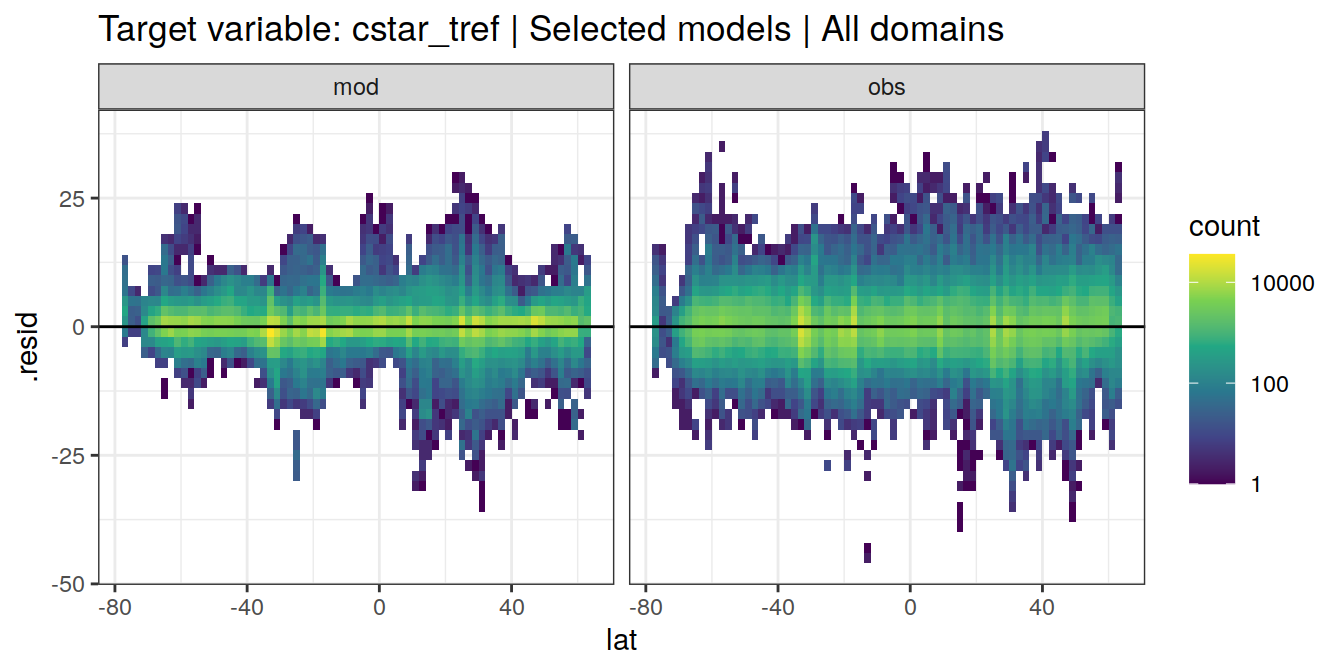 Target variable: cstar_tref | Selected models | All domains
mod
obs
.resid
25
0
-25
-50
-80
-40
0
40
-80
-40
0
40
lat
count
10000
100
1